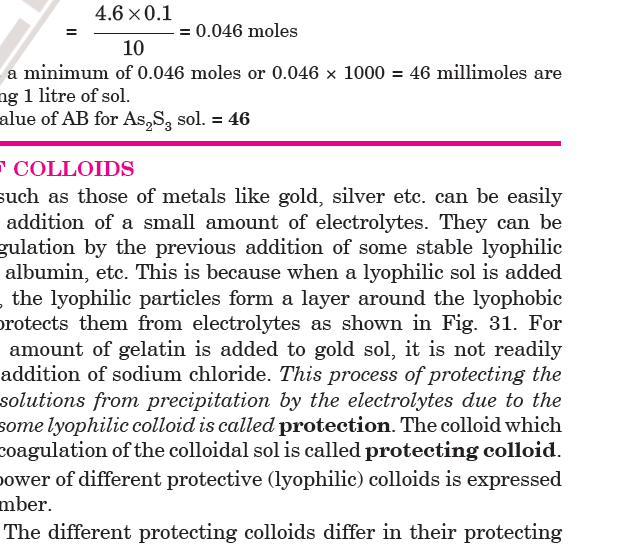 4.6 × 0.1
= = 0.046 moles
10
a minimum of 0.046 moles or 0.046 × 1000 = 46 millimoles are
ng 1 litre of sol.
alue of AB for As₂S₃ sol. = 46
F COLLOIDS
such as those of metals like gold, silver etc. can be easily
addition of a small amount of electrolytes. They can be
gulation by the previous addition of some stable lyophilic
albumin, etc. This is because when a lyophilic sol is added
, the lyophilic particles form a layer around the lyophobic
protects them from electrolytes as shown in Fig. 31. For
amount of gelatin is added to gold sol, it is not readily
addition of sodium chloride. This process of protecting the
solutions from precipitation by the electrolytes due to the
some lyophilic colloid is called protection. The colloid which
coagulation of the colloidal sol is called protecting colloid.
power of different protective (lyophilic) colloids is expressed
mber.
The different protecting colloids differ in their protecting